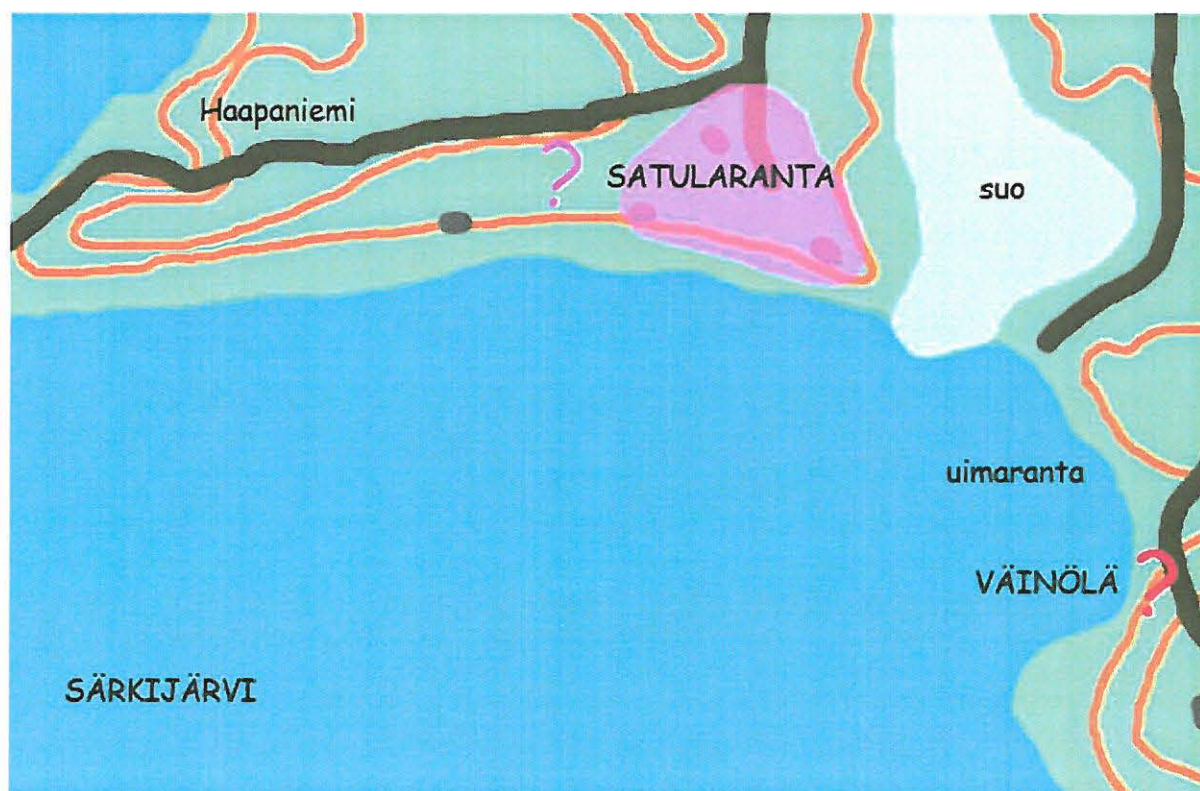 Haapaniemi
?
SATULARANTA
suo
uimaranta
VÄINÖLÄ
?
SÄRKIJÄRVI